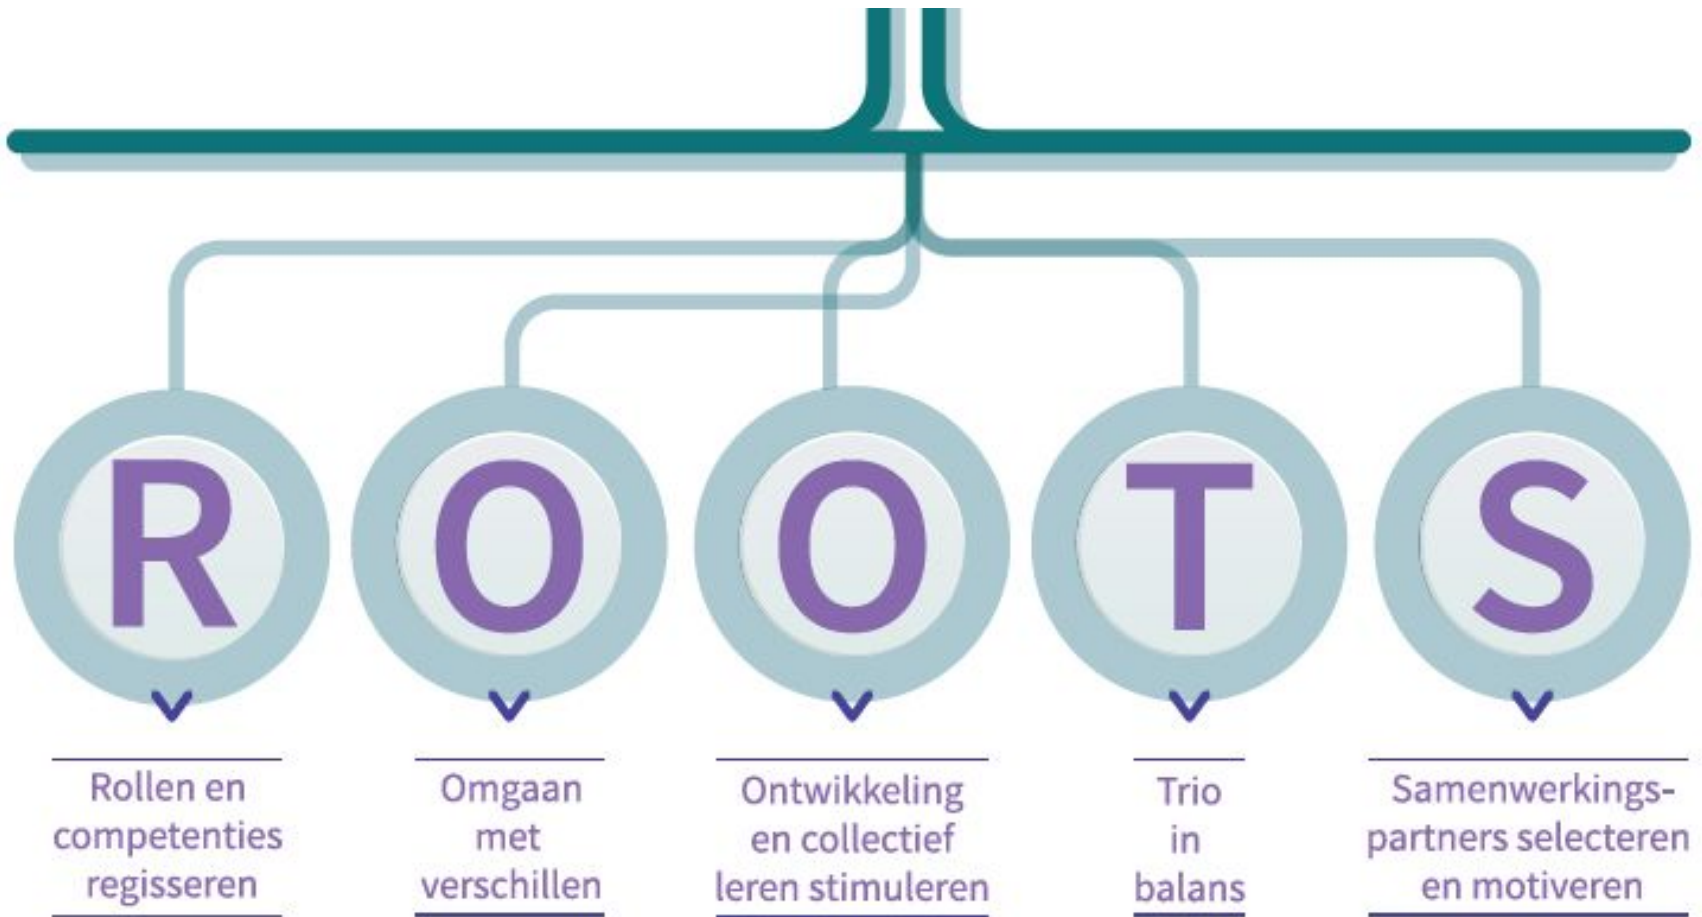 R O O T S
Rollen en
competenties
regisseren
Omgaan
met
verschillen
Ontwikkeling
en collectief
leren stimuleren
Trio
in
balans
Samenwerkings-
partners selecteren
en motiveren